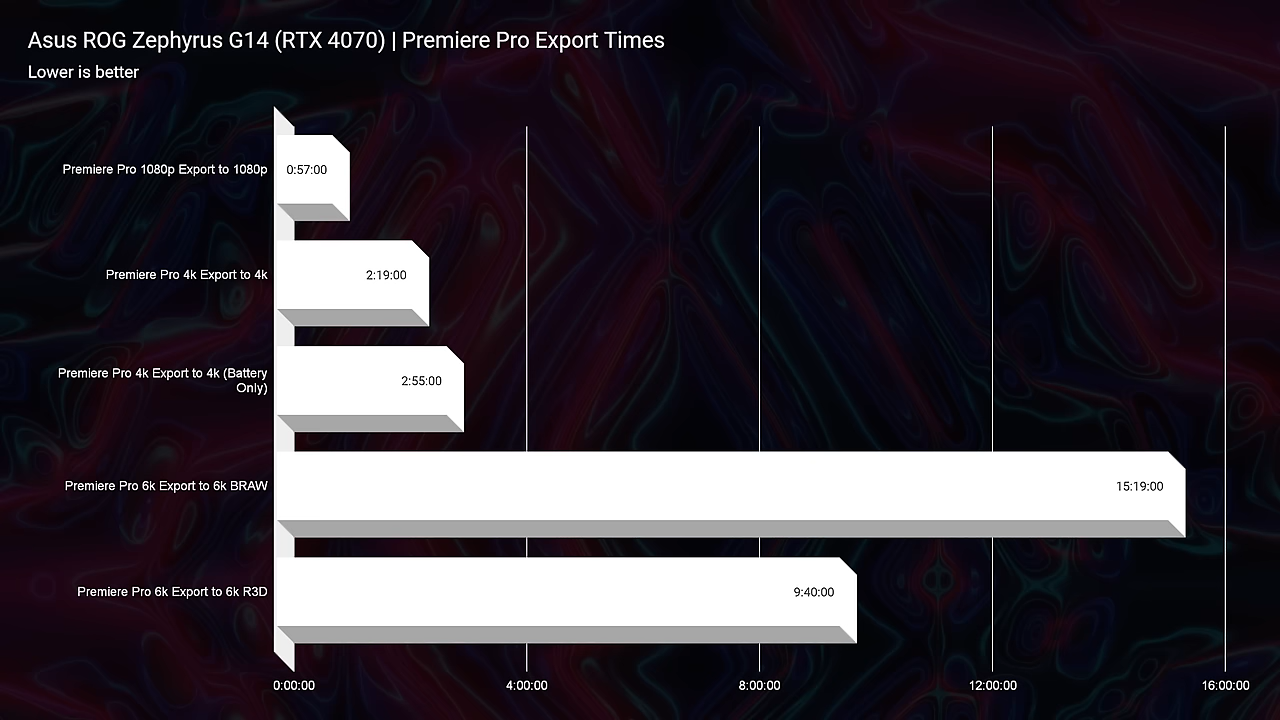 Asus ROG Zephyrus G14 (RTX 4070) | Premiere Pro Export Times
Lower is better
Premiere Pro 1080p Export to 1080p
0:57:00
Premiere Pro 4k Export to 4k
2:19:00
Premiere Pro 4k Export to 4k (Battery
Only)
2:55:00
Premiere Pro 6k Export to 6k BRAW
15:19:00
Premiere Pro 6k Export to 6k R3D
9:40:00
0:00:00
4:00:00
8:00:00
12:00:00
16:00:00